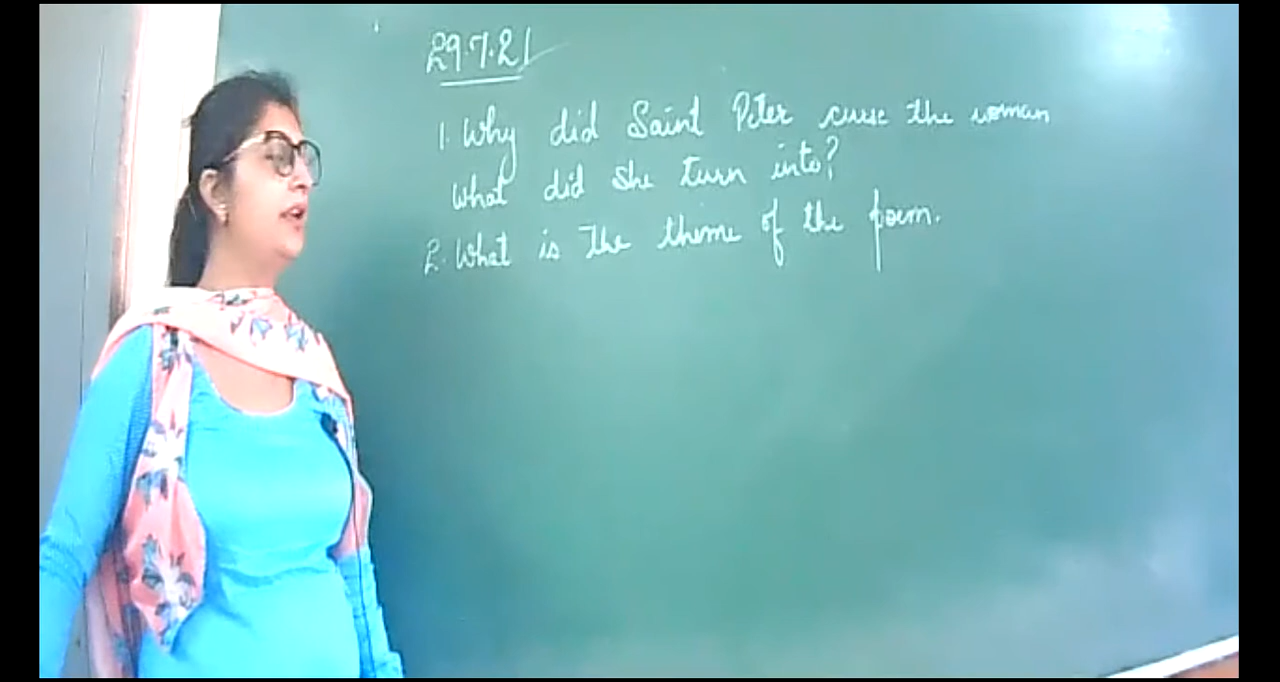 29.7.21
1. Why did Saint Peter curse the woman
What did she turn into?
2. What is the theme of the poem.